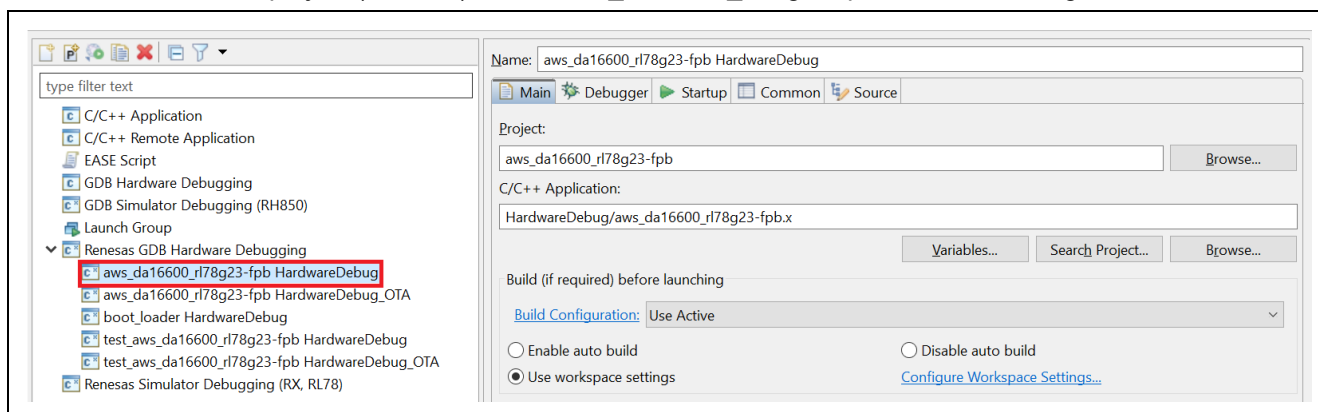 type filter text
C/C++ Application
C/C++ Remote Application
EASE Script
GDB Hardware Debugging
GDB Simulator Debugging (RH850)
Launch Group
Renesas GDB Hardware Debugging
aws_da16600_rl78g23-fpb HardwareDebug
aws_da16600_rl78g23-fpb HardwareDebug_OTA
boot_loader HardwareDebug
test_aws_da16600_rl78g23-fpb HardwareDebug
test_aws_da16600_rl78g23-fpb HardwareDebug_OTA
Renesas Simulator Debugging (RX, RL78)
Name: aws_da16600_rl78g23-fpb HardwareDebug
Main Debugger Startup Common Source
Project:
aws_da16600_rl78g23-fpb Browse...
C/C++ Application:
HardwareDebug/aws_da16600_rl78g23-fpb.x
Variables... Search Project... Browse...
Build (if required) before launching
Build Configuration: Use Active
Enable auto build Disable auto build
Use workspace settings Configure Workspace Settings...